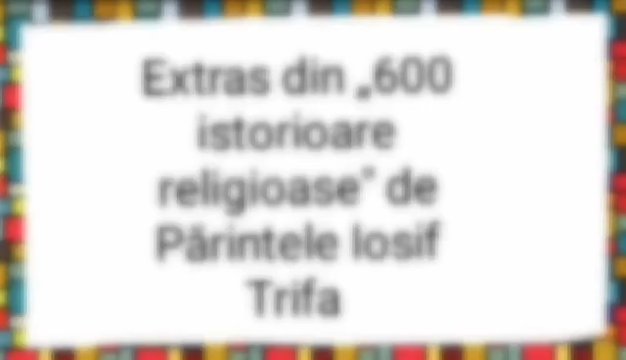 Extras din „600
istorioare
religioase" de
Părintele Iosif
Trifa